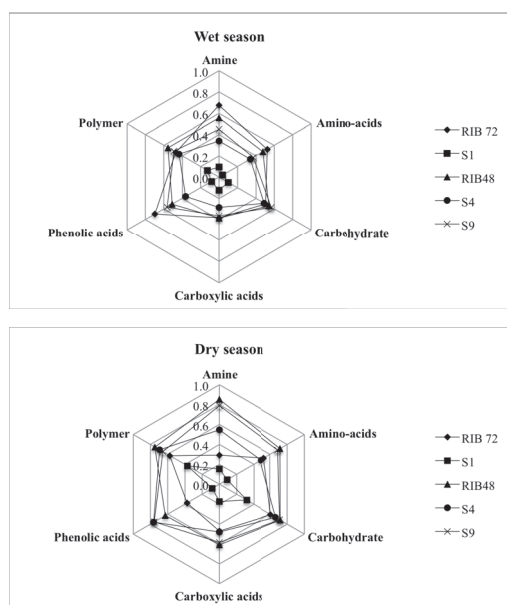 Wet season
Amine
1.0
0.8
0.6
0.4
0.2
0.0
Polymer
Amino-acids
Phenolic acids
Carbohydrate
Carboxylic acids
RIB 72
S1
RIB48
S4
S9
Dry season
Amine
1.0
0.8
0.6
0.4
0.2
0.0
Polymer
Amino-acids
Phenolic acids
Carbohydrate
Carboxylic acids
RIB 72
S1
RIB48
S4
S9